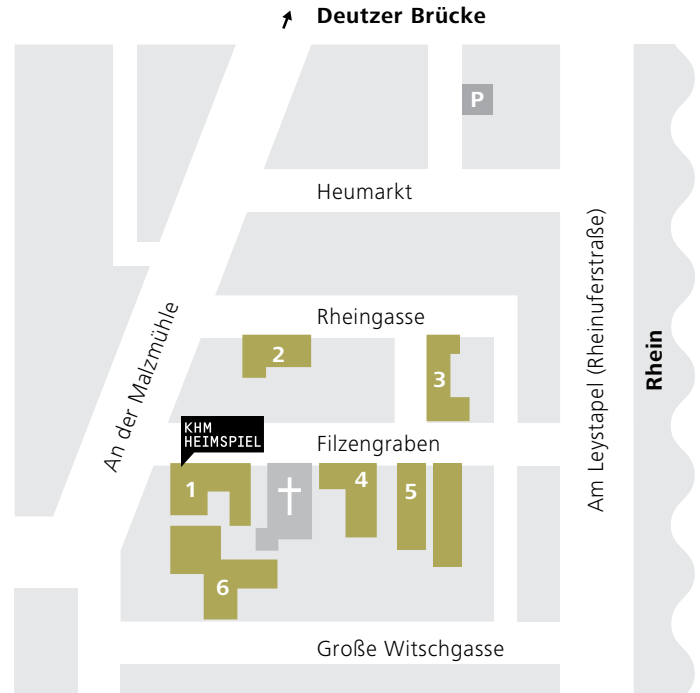 Deutzer Brücke
P
Heumarkt
Rheingasse
2
3
An der Malzmühle
Am Leystapel (Rheinuferstraße)
Rhein
KHM
HEIMSPIEL
Filzengraben
1
4
5
6
Große Witschgasse